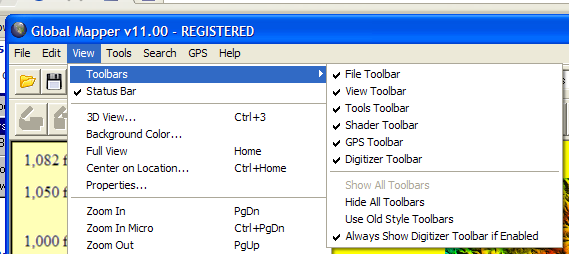 Global Mapper v11.00 - REGISTERED
File Edit View Tools Search GPS Help
Toolbars
Status Bar
3D View... Ctrl+3
Background Color...
Full View Home
Center on Location... Ctrl+Home
Properties...
Zoom In PgDn
Zoom In Micro Ctrl+PgDn
Zoom Out PgUp
File Toolbar
View Toolbar
Tools Toolbar
Shader Toolbar
GPS Toolbar
Digitizer Toolbar
Show All Toolbars
Hide All Toolbars
Use Old Style Toolbars
Always Show Digitizer Toolbar if Enabled
1,082 f
1,050
1,000 f